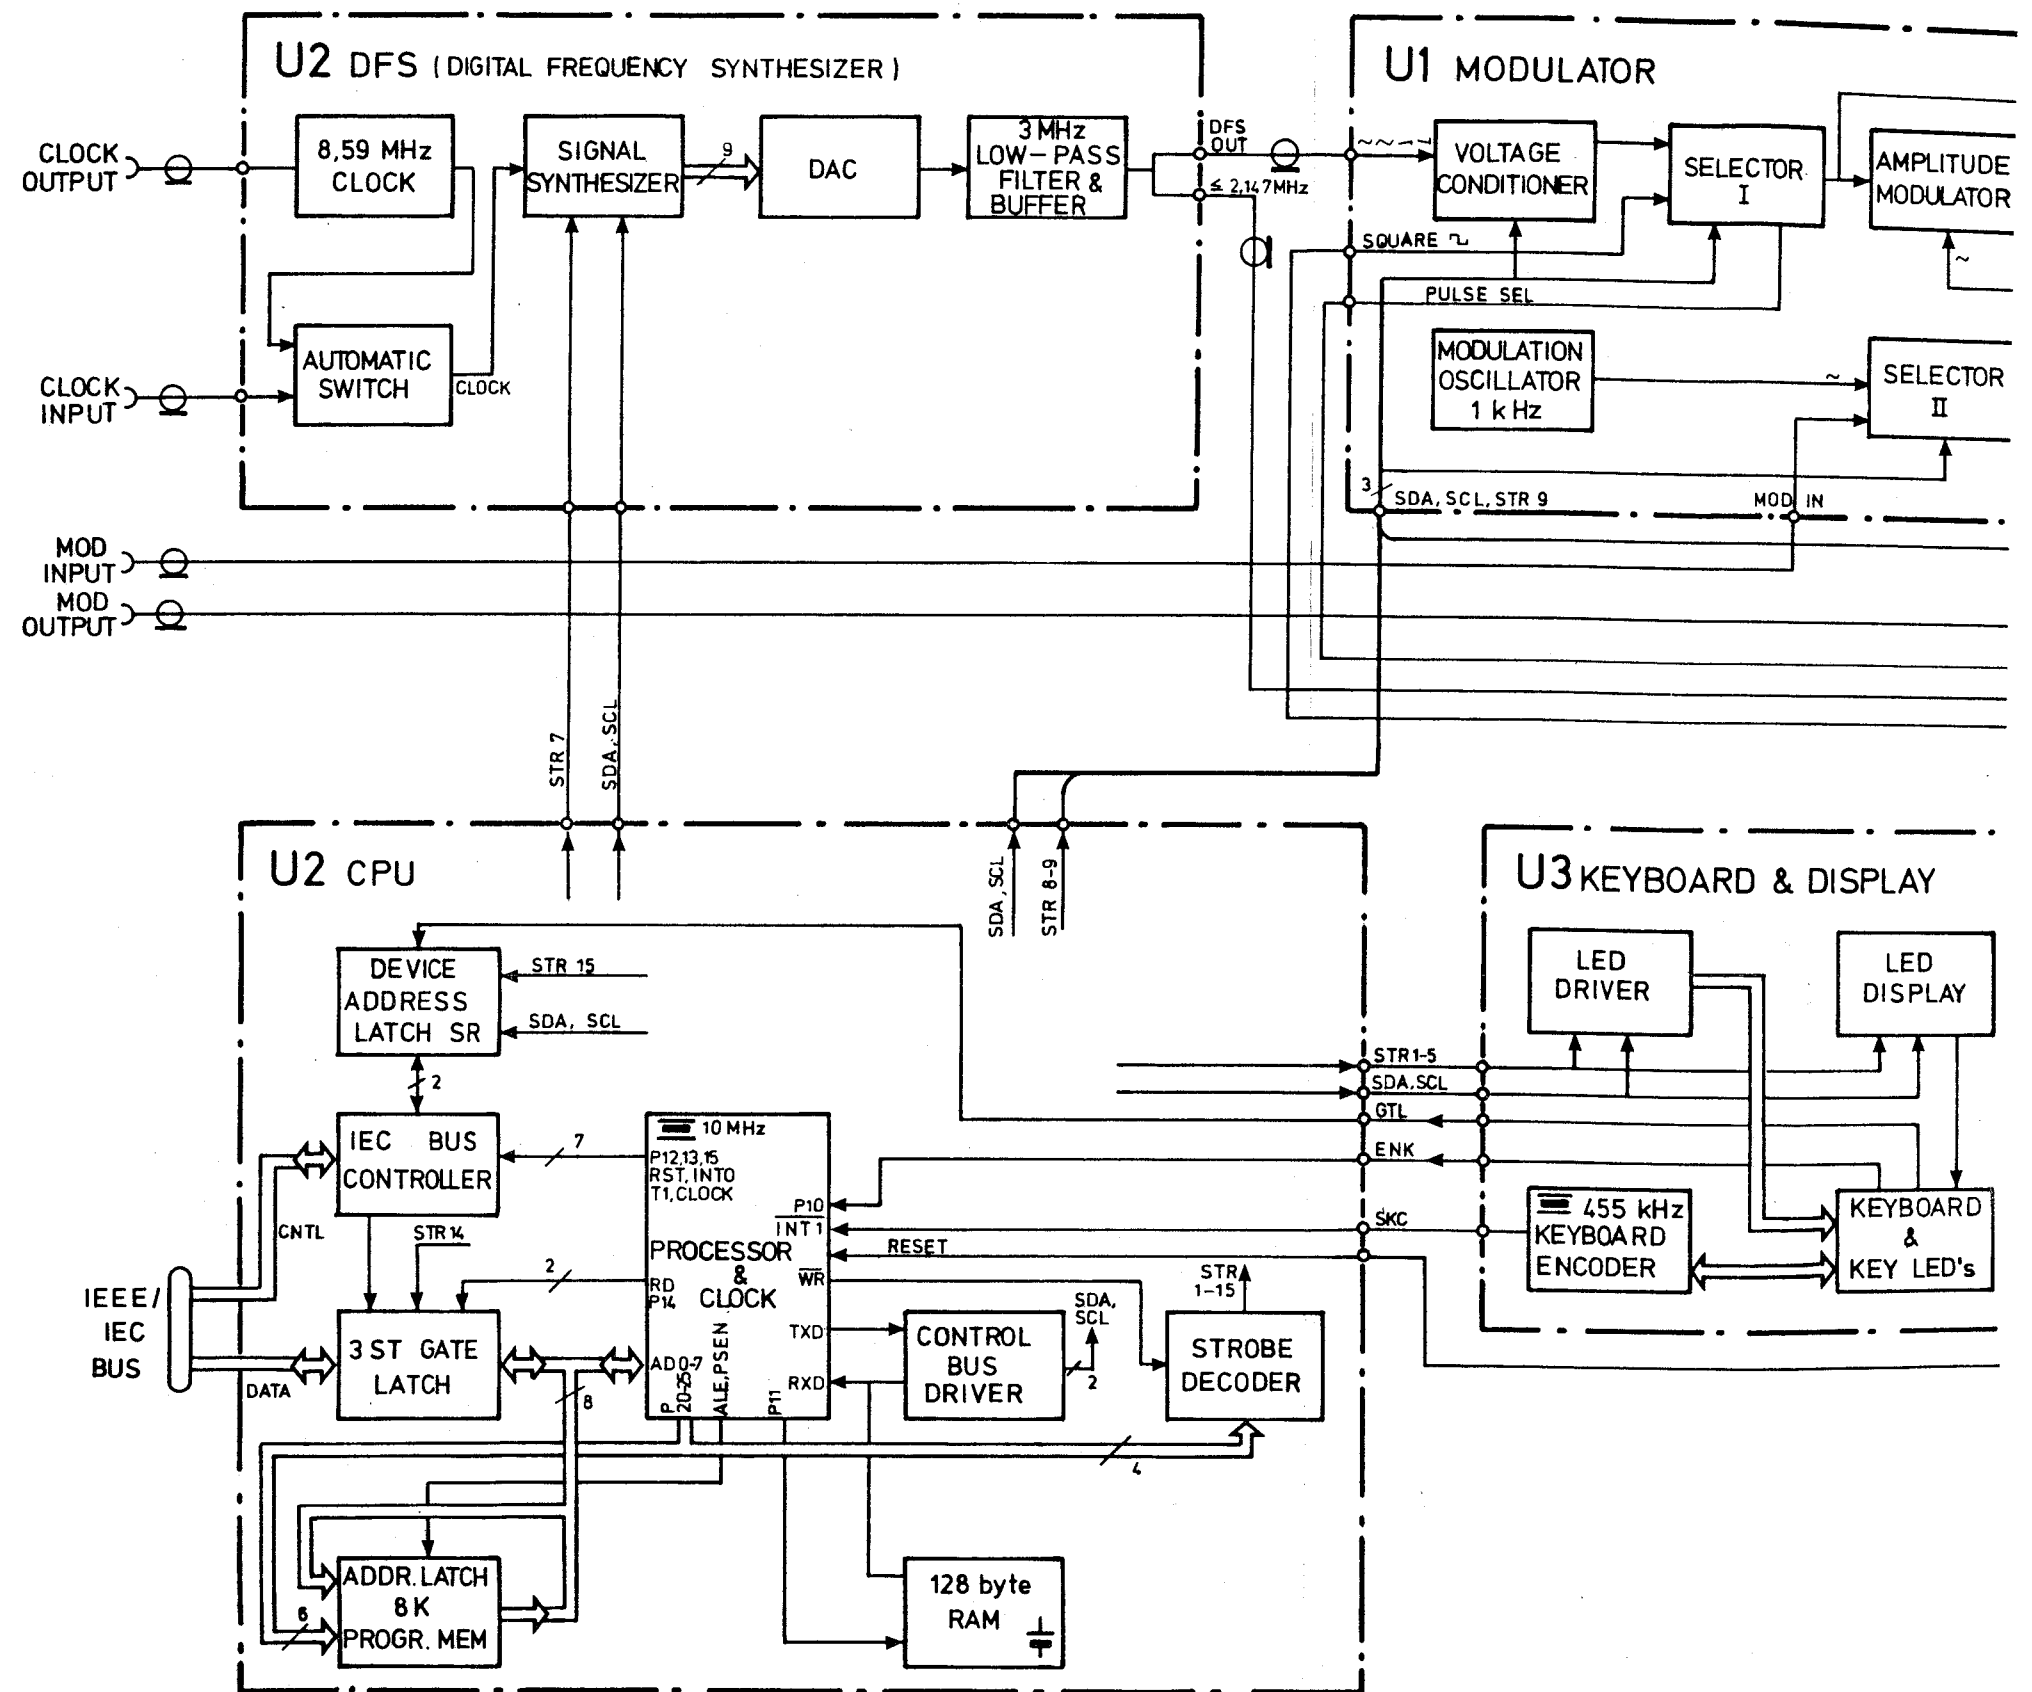 U2 DFS (DIGITAL FREQUENCY SYNTHESIZER)
CLOCK
OUTPUT
8,59 MHz
CLOCK
SIGNAL
SYNTHESIZER
9
DAC
3 MHz
LOW-PASS
FILTER &
BUFFER
DFS
OUT
≤ 2,147MHz
AUTOMATIC
SWITCH
CLOCK
CLOCK
INPUT
U1 MODULATOR
VOLTAGE
CONDITIONER
SELECTOR
I
AMPLITUDE
MODULATOR
~
SQUARE
PULSE SEL
MODULATION
OSCILLATOR
1 kHz
~
SELECTOR
II
3
SDA, SCL, STR 9
MOD IN
MOD
INPUT
MOD
OUTPUT
STR 7
SDA, SCL
U2 CPU
SDA, SCL
STR 8-9
DEVICE
ADDRESS
LATCH SR
STR 15
SDA, SCL
2
IEC BUS
CONTROLLER
7
CNTL
STR 14
2
IEEE/
IEC
BUS
DATA
3 ST GATE
LATCH
8
10 MHz
P12,13,15
RST, INTO
T1, CLOCK
P10
INT 1
PROCESSOR
&
CLOCK
RD
P14
WR
TXD
RXD
AD 0-7
P 20-25
ALE, PSEN
P11
RESET
CONTROL
BUS
DRIVER
SDA,
SCL
2
STR
1-15
STROBE
DECODER
4
ADDR. LATCH
8K
PROGR. MEM
6
128 byte
RAM
U3 KEYBOARD & DISPLAY
LED
DRIVER
LED
DISPLAY
STR 1-5
SDA, SCL
GTL
ENK
SKC
455 kHz
KEYBOARD
ENCODER
KEYBOARD
&
KEY LED's